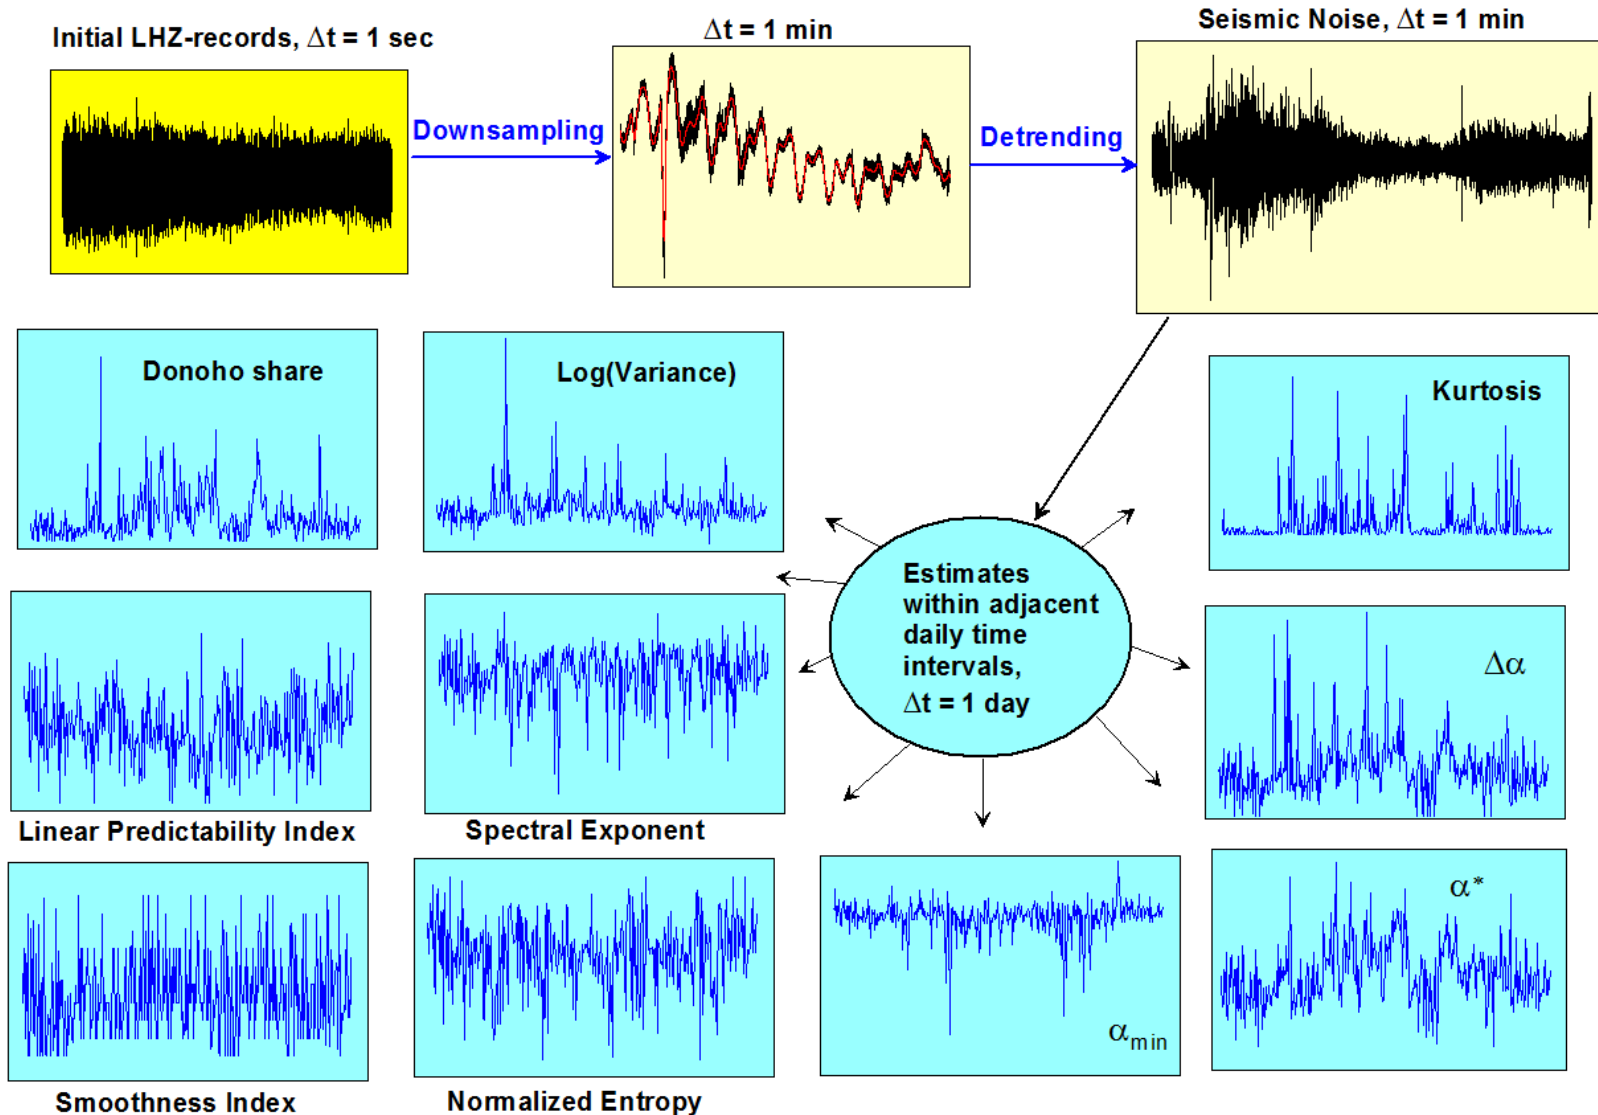 Initial LHZ-records, Δt = 1 sec
Δt = 1 min
Seismic Noise, Δt = 1 min
Downsampling
Detrending
Donoho share
Log(Variance)
Kurtosis
Estimates
within adjacent
daily time
intervals,
Δt = 1 day
Δα
Linear Predictability Index
Spectral Exponent
α*
αmin
Smoothness Index
Normalized Entropy